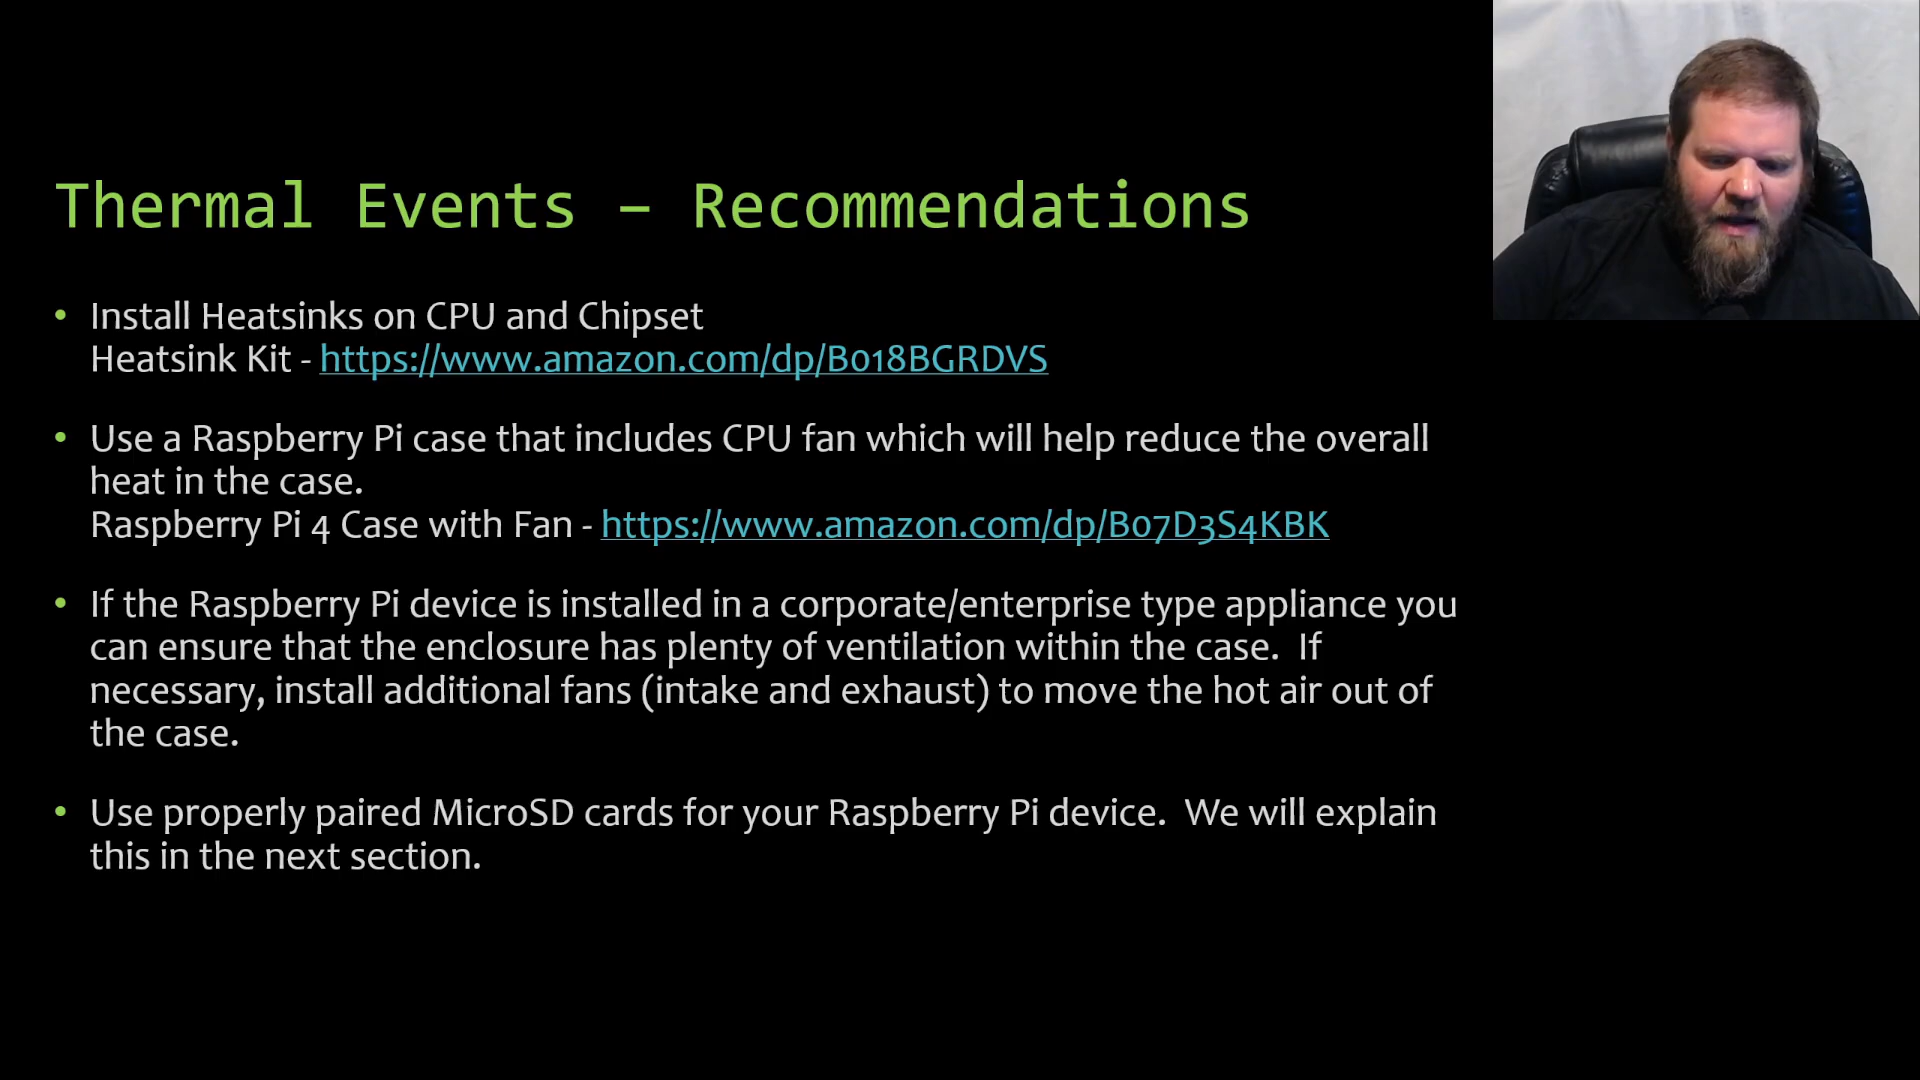 Thermal Events – Recommendations
• Install Heatsinks on CPU and Chipset
Heatsink Kit - https://www.amazon.com/dp/B018BGRDVS
• Use a Raspberry Pi case that includes CPU fan which will help reduce the overall
heat in the case.
Raspberry Pi 4 Case with Fan - https://www.amazon.com/dp/B07D3S4KBK
• If the Raspberry Pi device is installed in a corporate/enterprise type appliance you
can ensure that the enclosure has plenty of ventilation within the case.  If
necessary, install additional fans (intake and exhaust) to move the hot air out of
the case.
• Use properly paired MicroSD cards for your Raspberry Pi device.  We will explain
this in the next section.